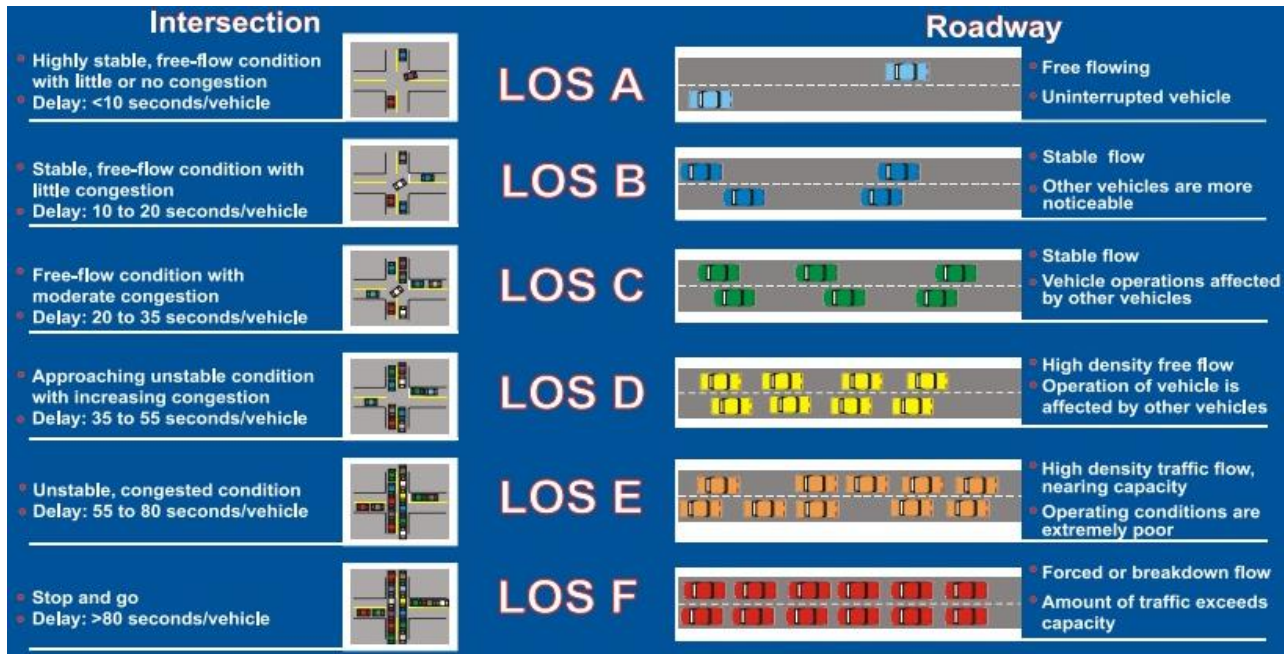 Intersection
Roadway
Highly stable, free-flow condition
with little or no congestion
Delay: <10 seconds/vehicle
LOS A
Free flowing
Uninterrupted vehicle
Stable, free-flow condition with
little congestion
Delay: 10 to 20 seconds/vehicle
LOS B
Stable flow
Other vehicles are more
noticeable
Free-flow condition with
moderate congestion
Delay: 20 to 35 seconds/vehicle
LOS C
Stable flow
Vehicle operations affected
by other vehicles
Approaching unstable condition
with increasing congestion
Delay: 35 to 55 seconds/vehicle
LOS D
High density free flow
Operation of vehicle is
affected by other vehicles
Unstable, congested condition
Delay: 55 to 80 seconds/vehicle
LOS E
High density traffic flow,
nearing capacity
Operating conditions are
extremely poor
Stop and go
Delay: >80 seconds/vehicle
LOS F
Forced or breakdown flow
Amount of traffic exceeds
capacity